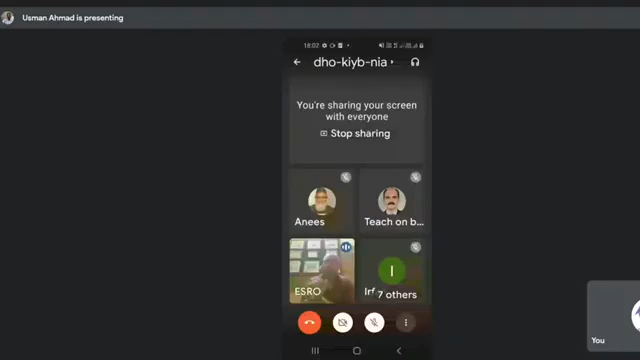 Usman Ahmad is presenting
18:02
dho-kiyb-nia
You're sharing your screen
with everyone
Stop sharing
Anees
Teach on b...
ESRO
Irf
7 others
I
You